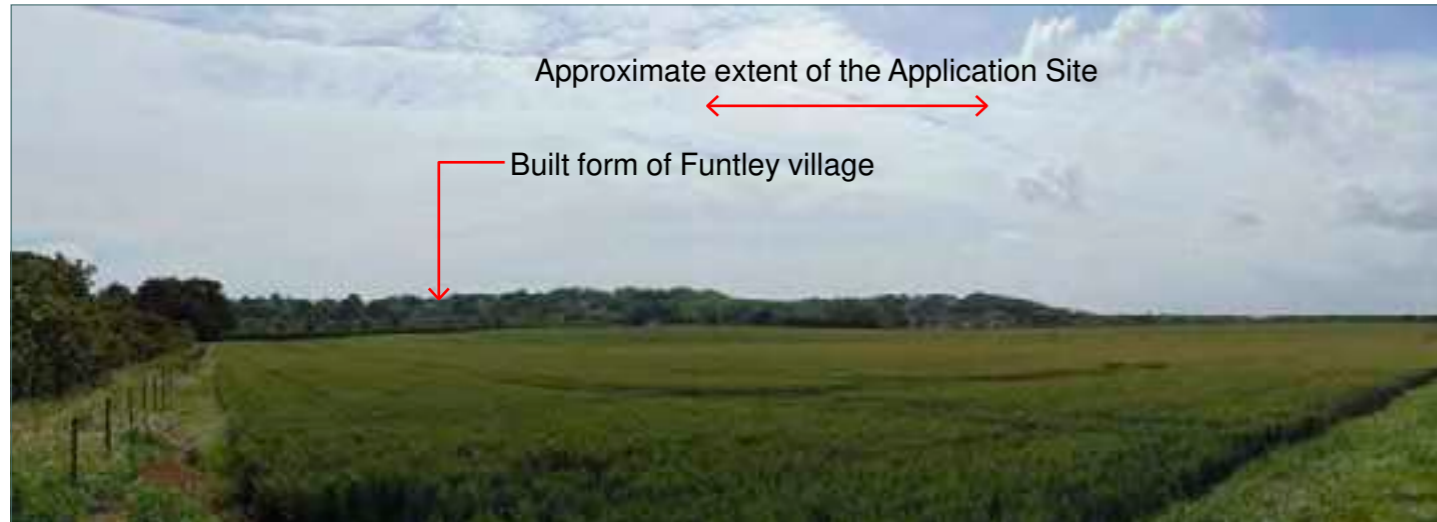 Approximate extent of the Application Site
Built form of Funtley village